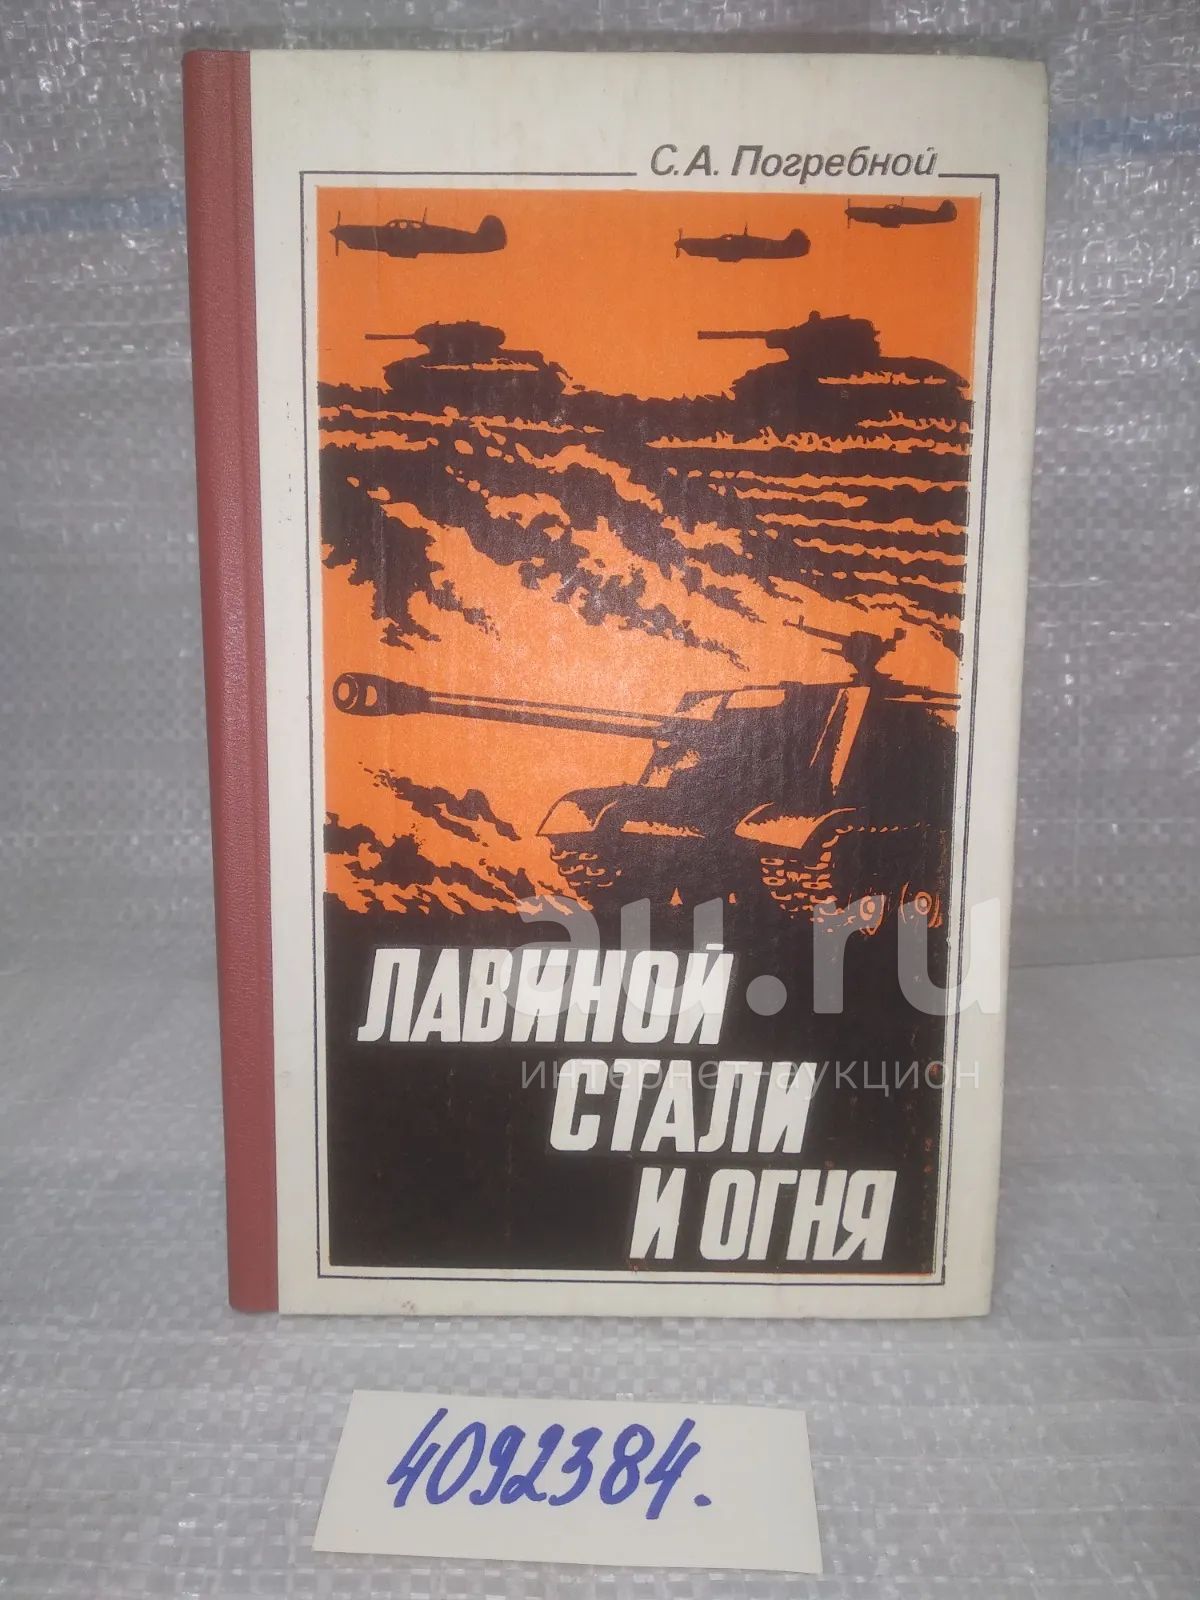 С.А. Погребной
ЛАВИНОЙ
СТАЛИ
И ОГНЯ
au.ru
интернет-аукцион
4092384.